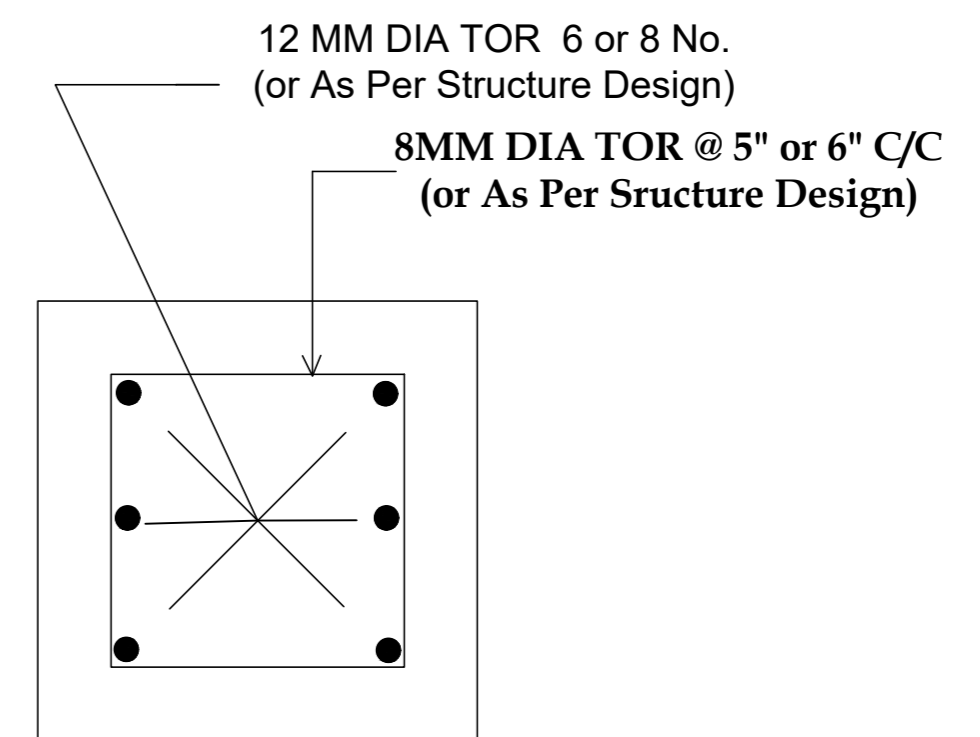 12 MM DIA TOR 6 or 8 No.
(or As Per Structure Design)
8MM DIA TOR @ 5" or 6" C/C
(or As Per Sructure Design)